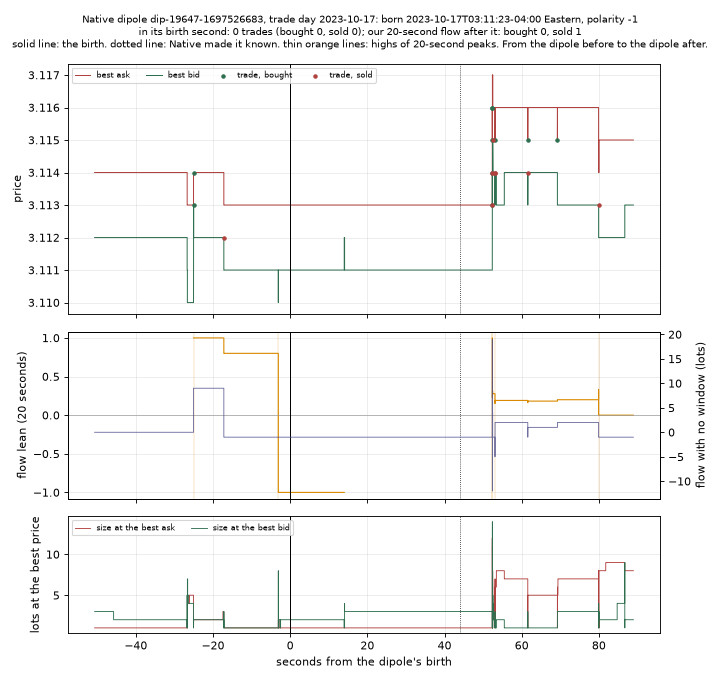 Native dipole dip-19647-1697526683, trade day 2023-10-17: born 2023-10-17T03:11:23-04:00 Eastern, polarity -1
in its birth second: 0 trades (bought 0, sold 0); our 20-second flow after it: bought 0, sold 1
solid line: the birth. dotted line: Native made it known. thin orange lines: highs of 20-second peaks. From the dipole before to the dipole after.
best ask
best bid
trade, bought
trade, sold
3.117
3.116
3.115
3.114
3.113
3.112
3.111
3.110
price
1.0
0.5
0.0
−0.5
−1.0
flow lean (20 seconds)
20
15
10
5
0
−5
−10
flow with no window (lots)
size at the best ask
size at the best bid
10
5
lots at the best price
−40
−20
0
20
40
60
80
seconds from the dipole's birth